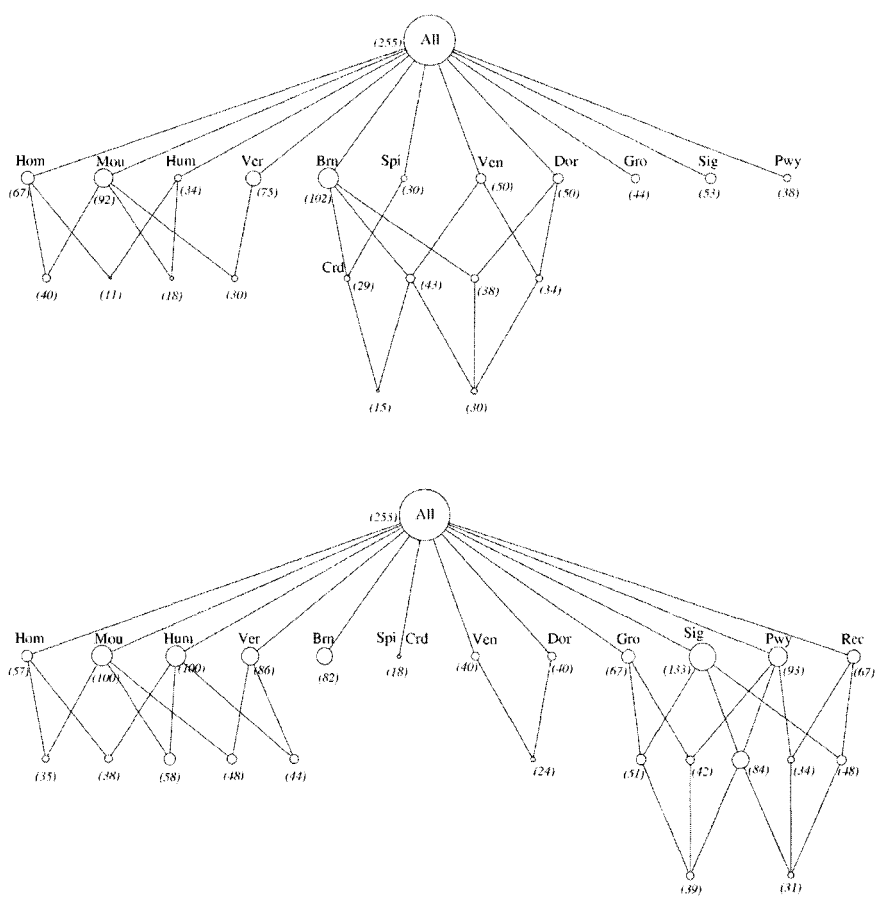 (255) All
Hom Mou Hum Ver Brn Spi Ven Dor Gro Sig Pwy
(67) (92) (34) (75) (102) (30) (50) (50) (44) (53) (38)
Crd
(40) (11) (18) (30) (29) (43) (38) (34)
(15) (30)
(255) All
Hom Mou Hum Ver Brn Spi Crd Ven Dor Gro Sig Pwy Rec
(57) (100) (100) (86) (82) (18) (40) (40) (67) (133) (93) (67)
(35) (38) (58) (48) (44) (24) (51) (42) (84) (34) (48)
(39) (31)